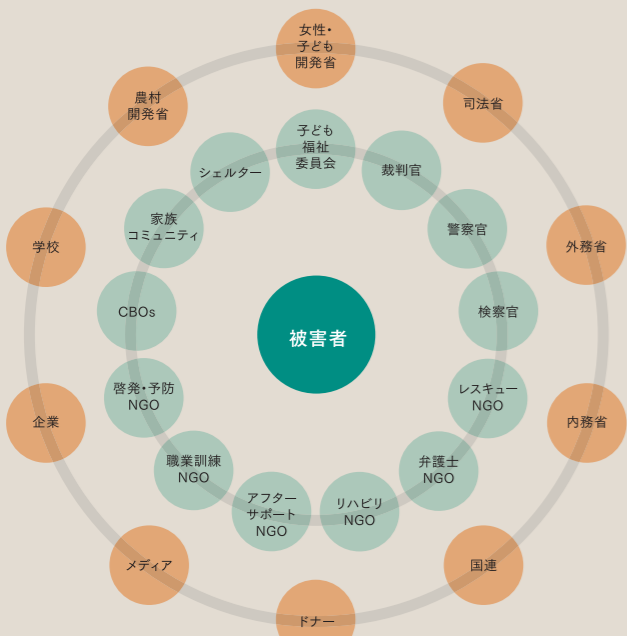 女性・
子ども
開発省
司法省
外務省
内務省
国連
ドナー
メディア
企業
学校
農村
開発省
子ども
福祉
委員会
裁判官
警察官
検察官
レスキュー
NGO
弁護士
NGO
リハビリ
NGO
アフター
サポート
NGO
職業訓練
NGO
啓発・予防
NGO
CBOs
家族
コミュニティ
シェルター
被害者